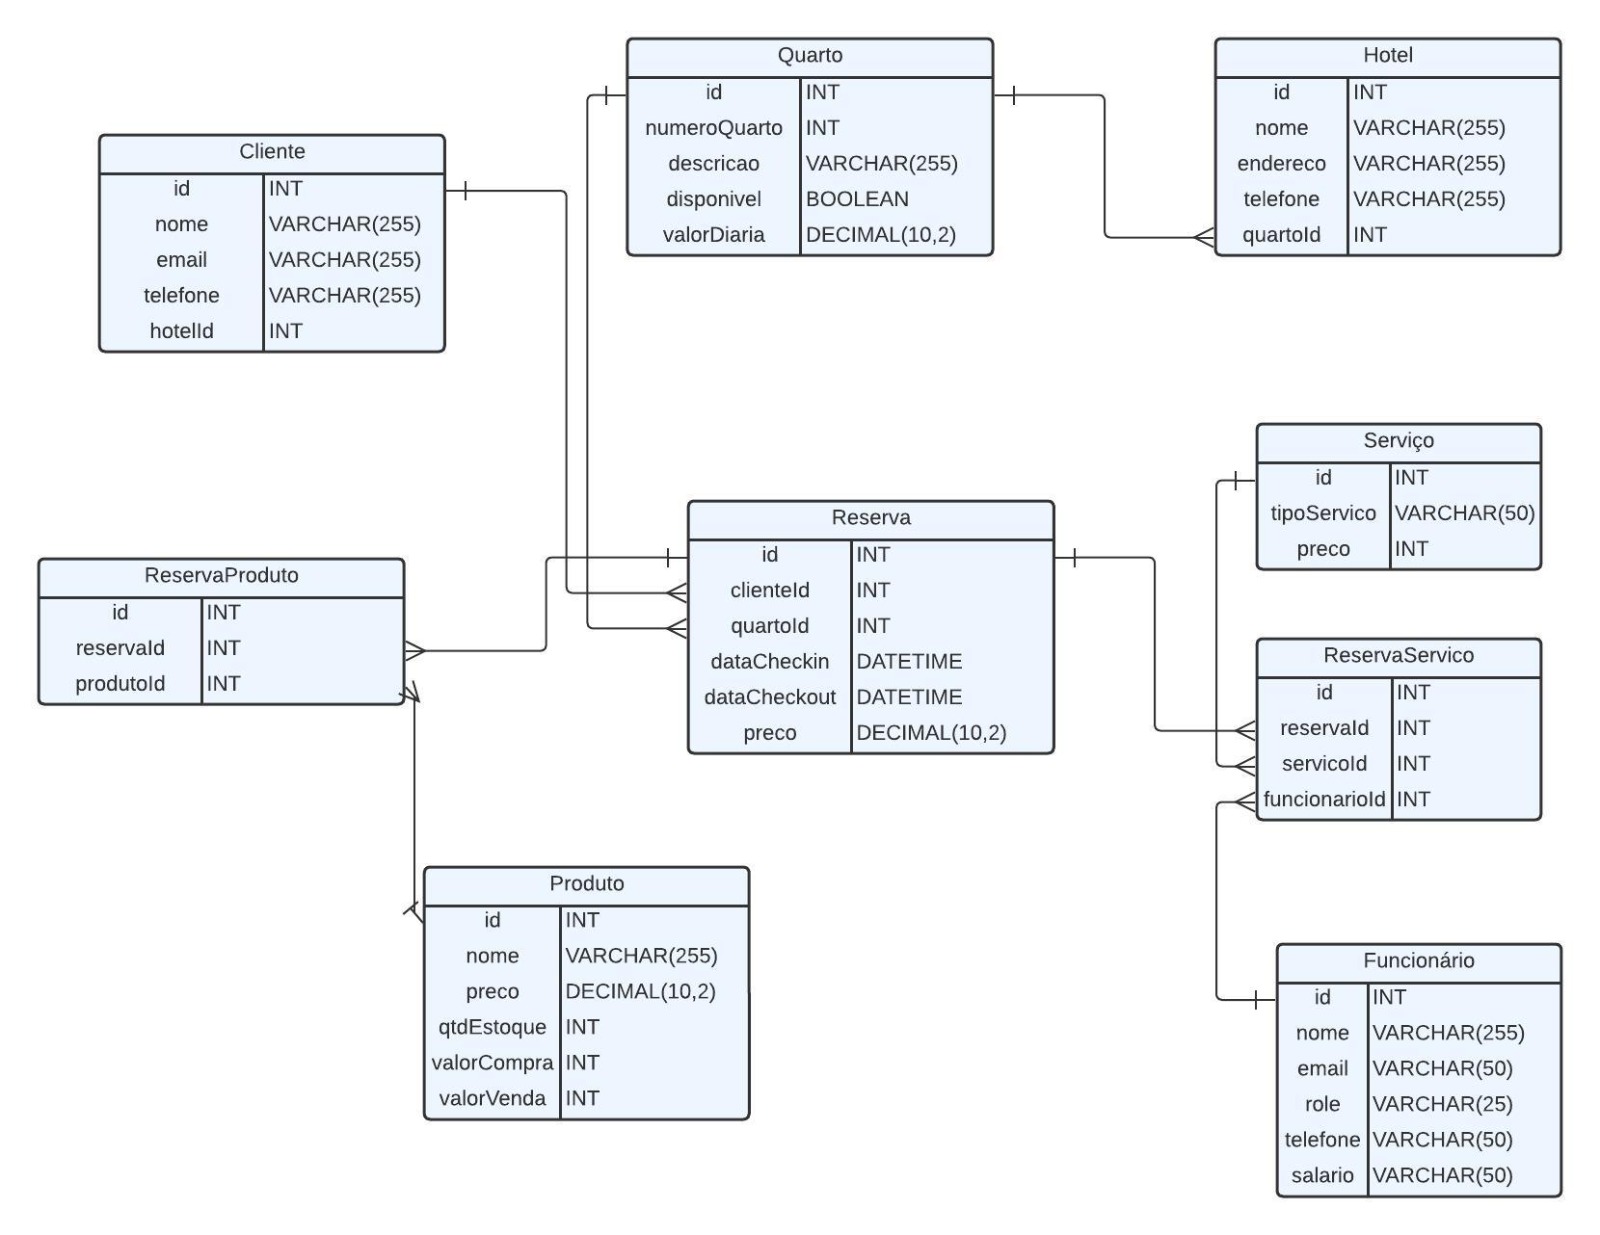 Quarto
id INT
numeroQuarto INT
descricao VARCHAR(255)
disponivel BOOLEAN
valorDiaria DECIMAL(10,2)
Hotel
id INT
nome VARCHAR(255)
endereco VARCHAR(255)
telefone VARCHAR(255)
quartoId INT
Cliente
id INT
nome VARCHAR(255)
email VARCHAR(255)
telefone VARCHAR(255)
hotelId INT
Serviço
id INT
tipoServico VARCHAR(50)
preco INT
Reserva
id INT
clienteId INT
quartoId INT
dataCheckin DATETIME
dataCheckout DATETIME
preco DECIMAL(10,2)
ReservaProduto
id INT
reservaId INT
produtoId INT
ReservaServico
id INT
reservaId INT
servicoId INT
funcionarioId INT
Produto
id INT
nome VARCHAR(255)
preco DECIMAL(10,2)
qtdEstoque INT
valorCompra INT
valorVenda INT
Funcionário
id INT
nome VARCHAR(255)
email VARCHAR(50)
role VARCHAR(25)
telefone VARCHAR(50)
salario VARCHAR(50)